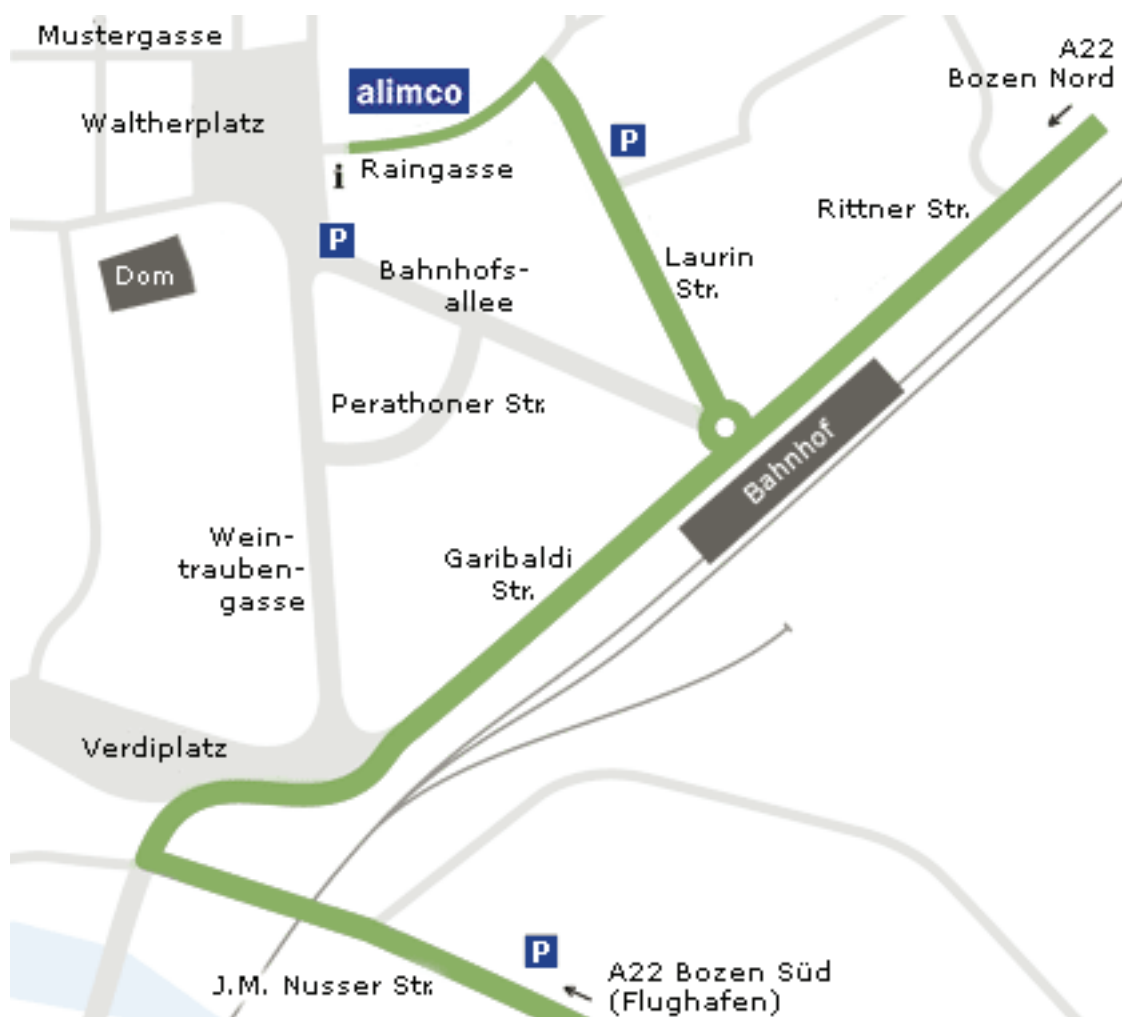 Mustergasse
A22
Bozen Nord
alimco
Waltherplatz
P
Raingasse
i
Rittner Str.
P
Laurin
Str.
Bahnhofs-
allee
Dom
Perathoner Str.
Bahnhof
Wein-
trauben-
gasse
Garibaldi
Str.
Verdiplatz
P
A22 Bozen Süd
(Flughafen)
J.M. Nusser Str.